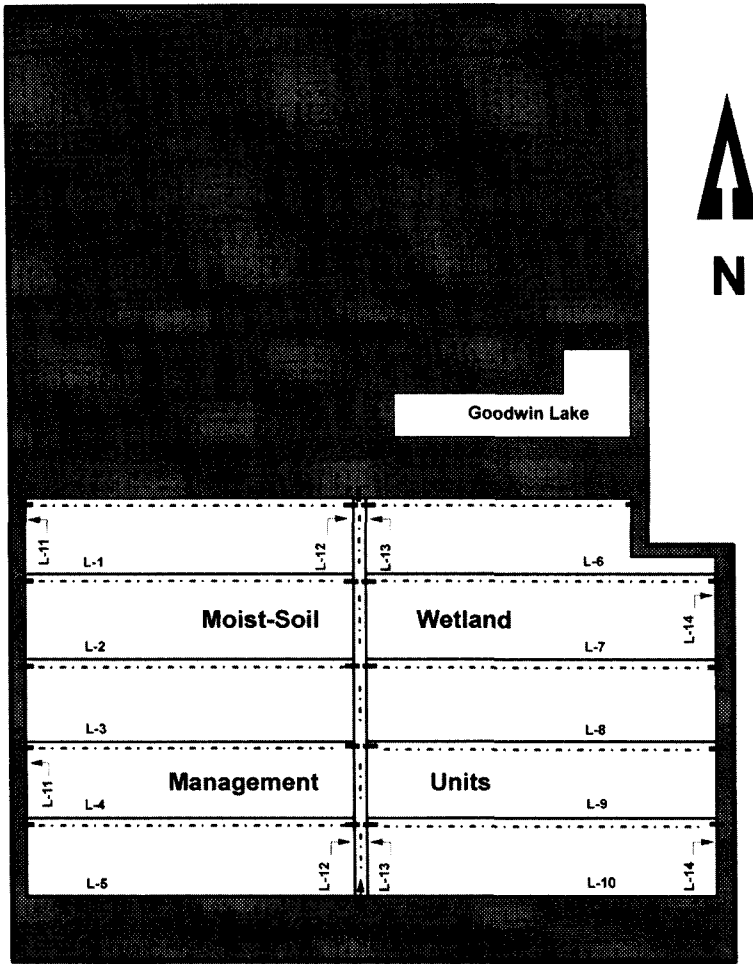 N
Goodwin Lake
L-11
L-12
L-13
L-1
L-6
Moist-Soil
Wetland
L-14
L-2
L-7
L-3
L-8
L-11
Management
Units
L-4
L-9
L-12
L-13
L-14
L-5
L-10